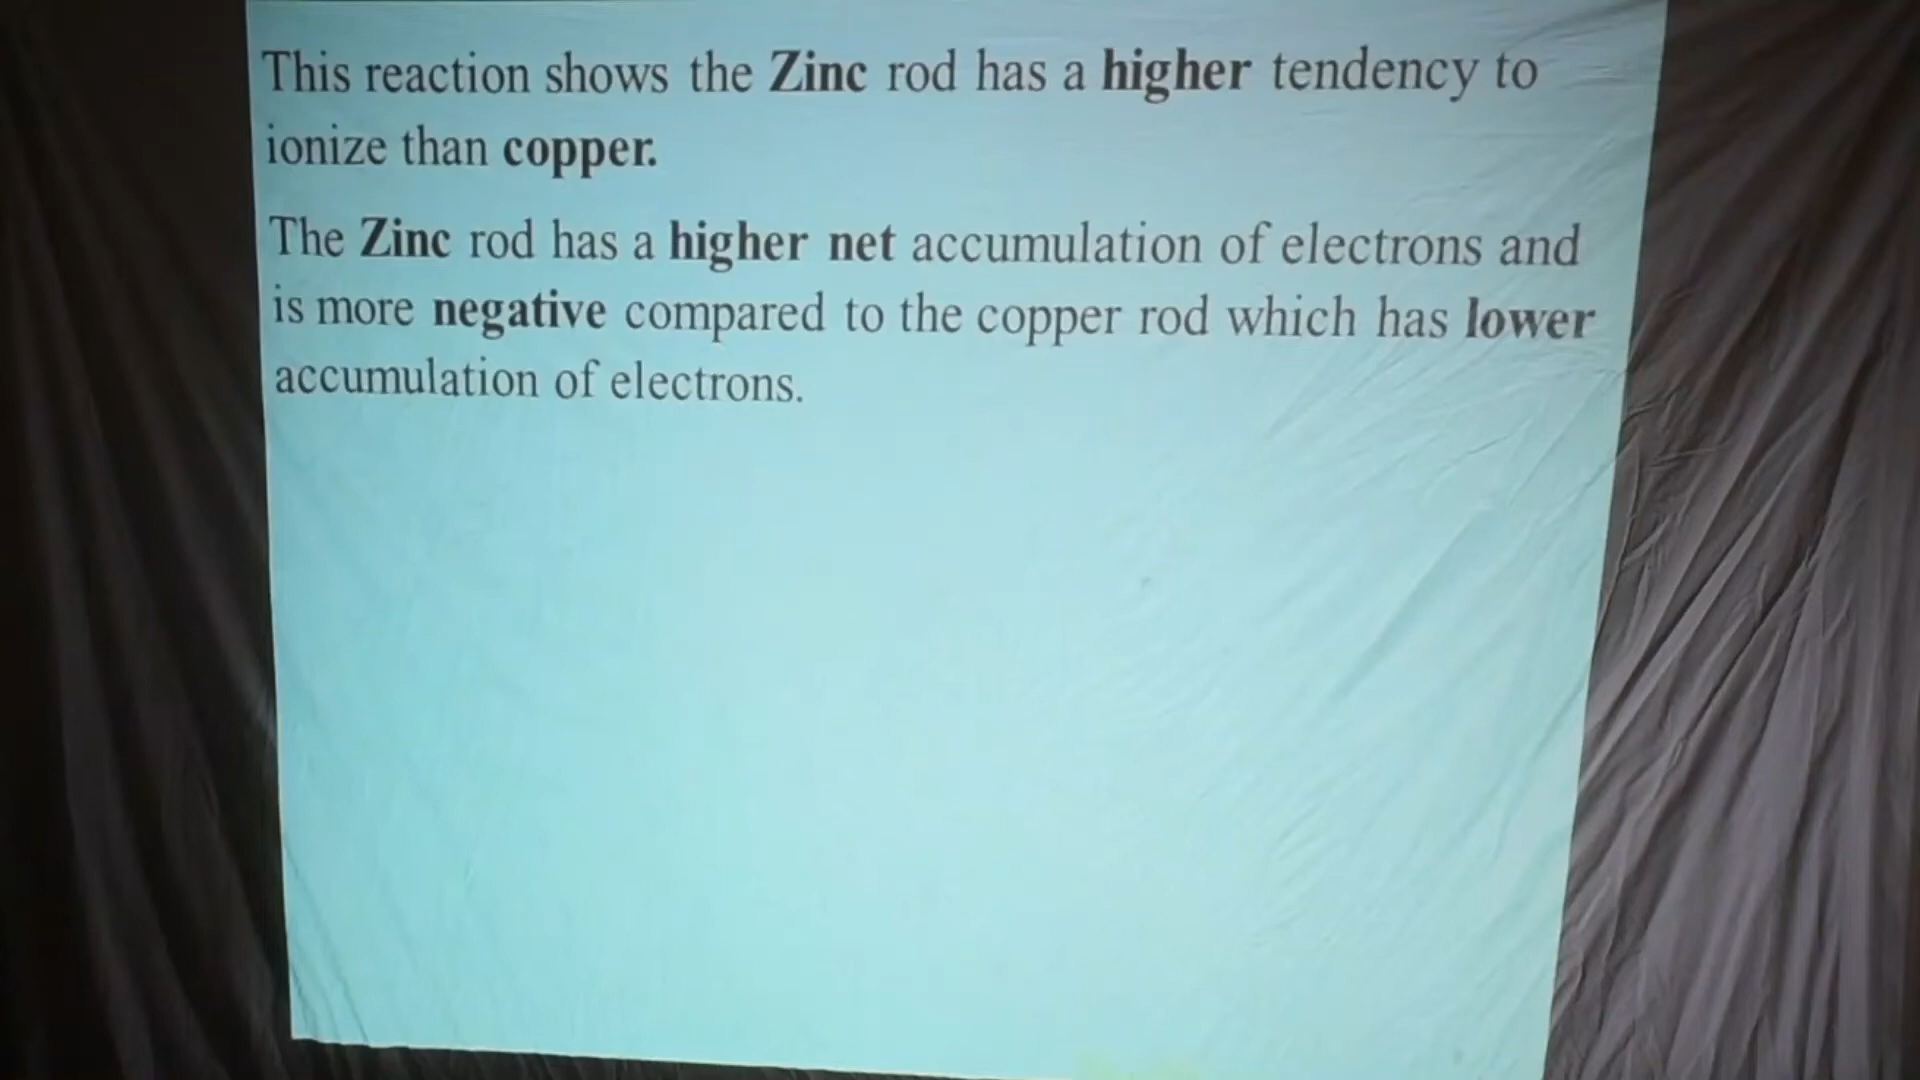 This reaction shows the Zinc rod has a higher tendency to
ionize than copper.
The Zinc rod has a higher net accumulation of electrons and
is more negative compared to the copper rod which has lower
accumulation of electrons.